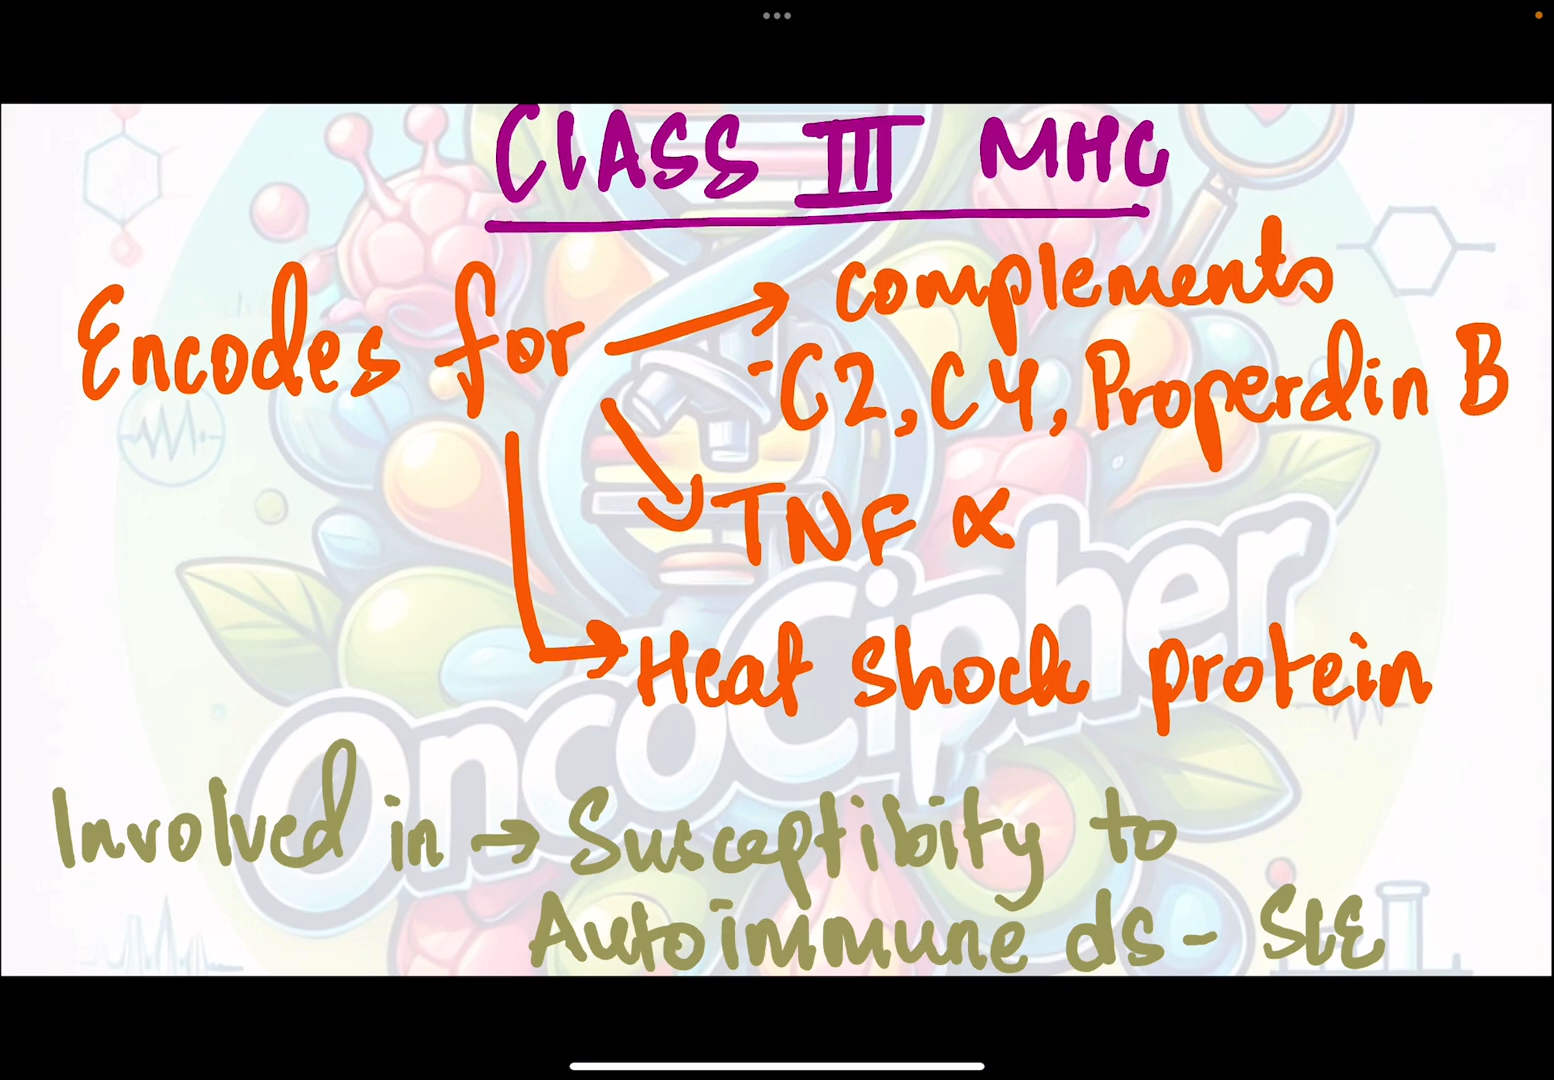 CLASS III MHC
Encodes for → complements
- C2, C4, Properdin B
→ TNF α
→ Heat shock protein
OncoCipher
Involved in → Susceptibity to
Autoimmune ds - SLE